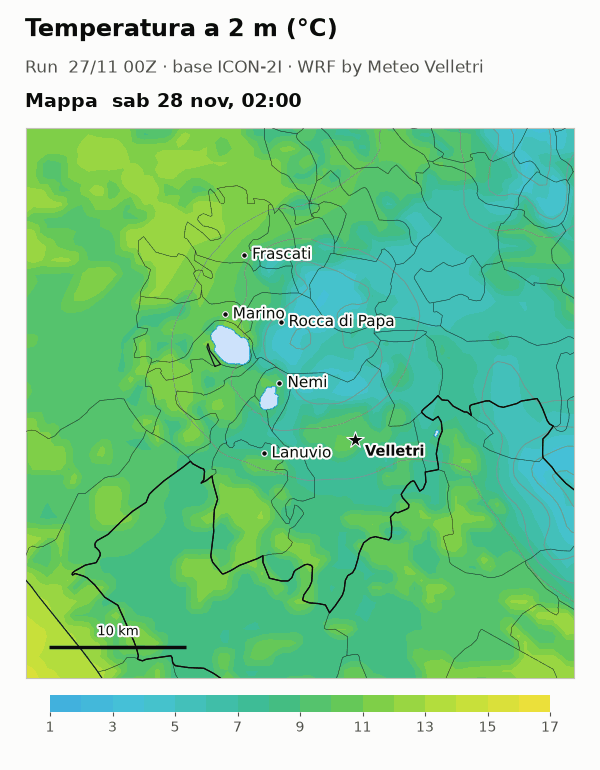 Temperatura a 2 m (°C)
Run  27/11 00Z · base ICON-2I · WRF by Meteo Velletri
Mappa  sab 28 nov, 02:00
Frascati
Marino
Rocca di Papa
Nemi
Velletri
Lanuvio
10 km
1 3 5 7 9 11 13 15 17